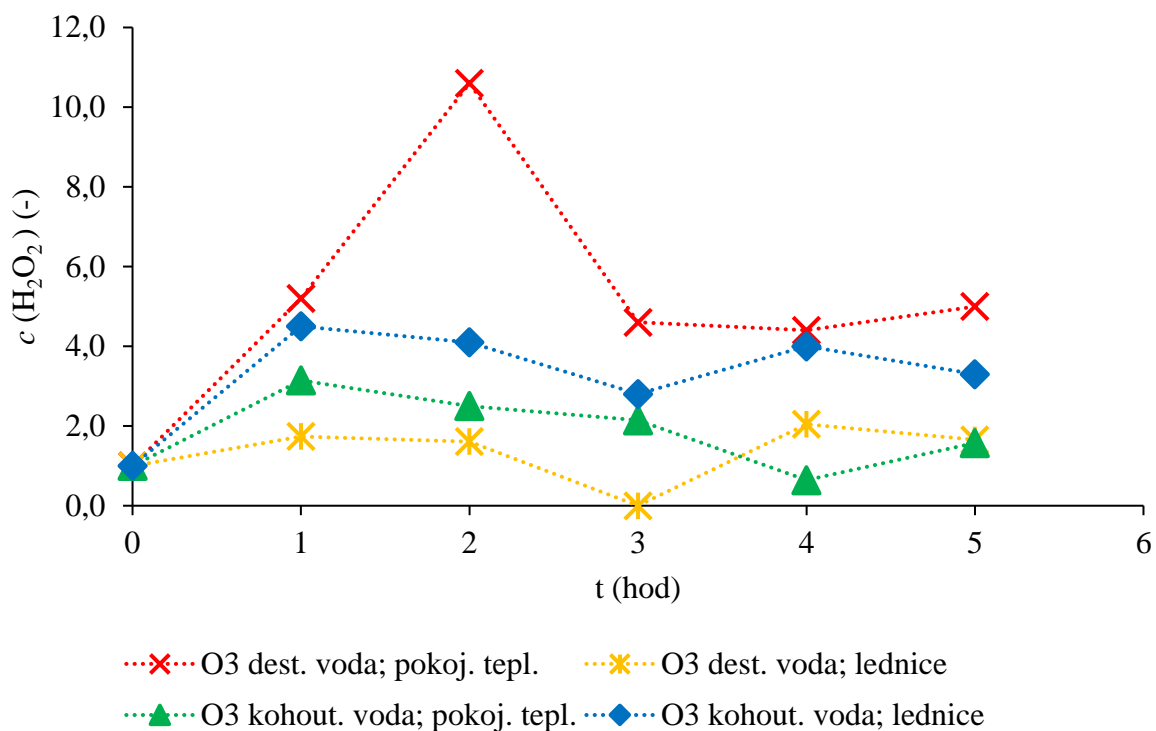 12,0
10,0
8,0
6,0
4,0
2,0
0,0
c (H₂O₂) (-)
0 1 2 3 4 5 6
t (hod)
O3 dest. voda; pokoj. tepl. O3 dest. voda; lednice
O3 kohout. voda; pokoj. tepl. O3 kohout. voda; lednice